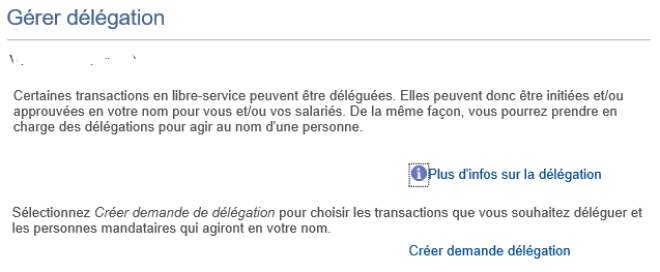 Gérer délégation
Certaines transactions en libre-service peuvent être déléguées. Elles peuvent donc être initiées et/ou
approuvées en votre nom pour vous et/ou vos salariés. De la même façon, vous pourrez prendre en
charge des délégations pour agir au nom d'une personne.
Plus d'infos sur la délégation
Sélectionnez Créer demande de délégation pour choisir les transactions que vous souhaitez déléguer et
les personnes mandataires qui agiront en votre nom.
Créer demande délégation